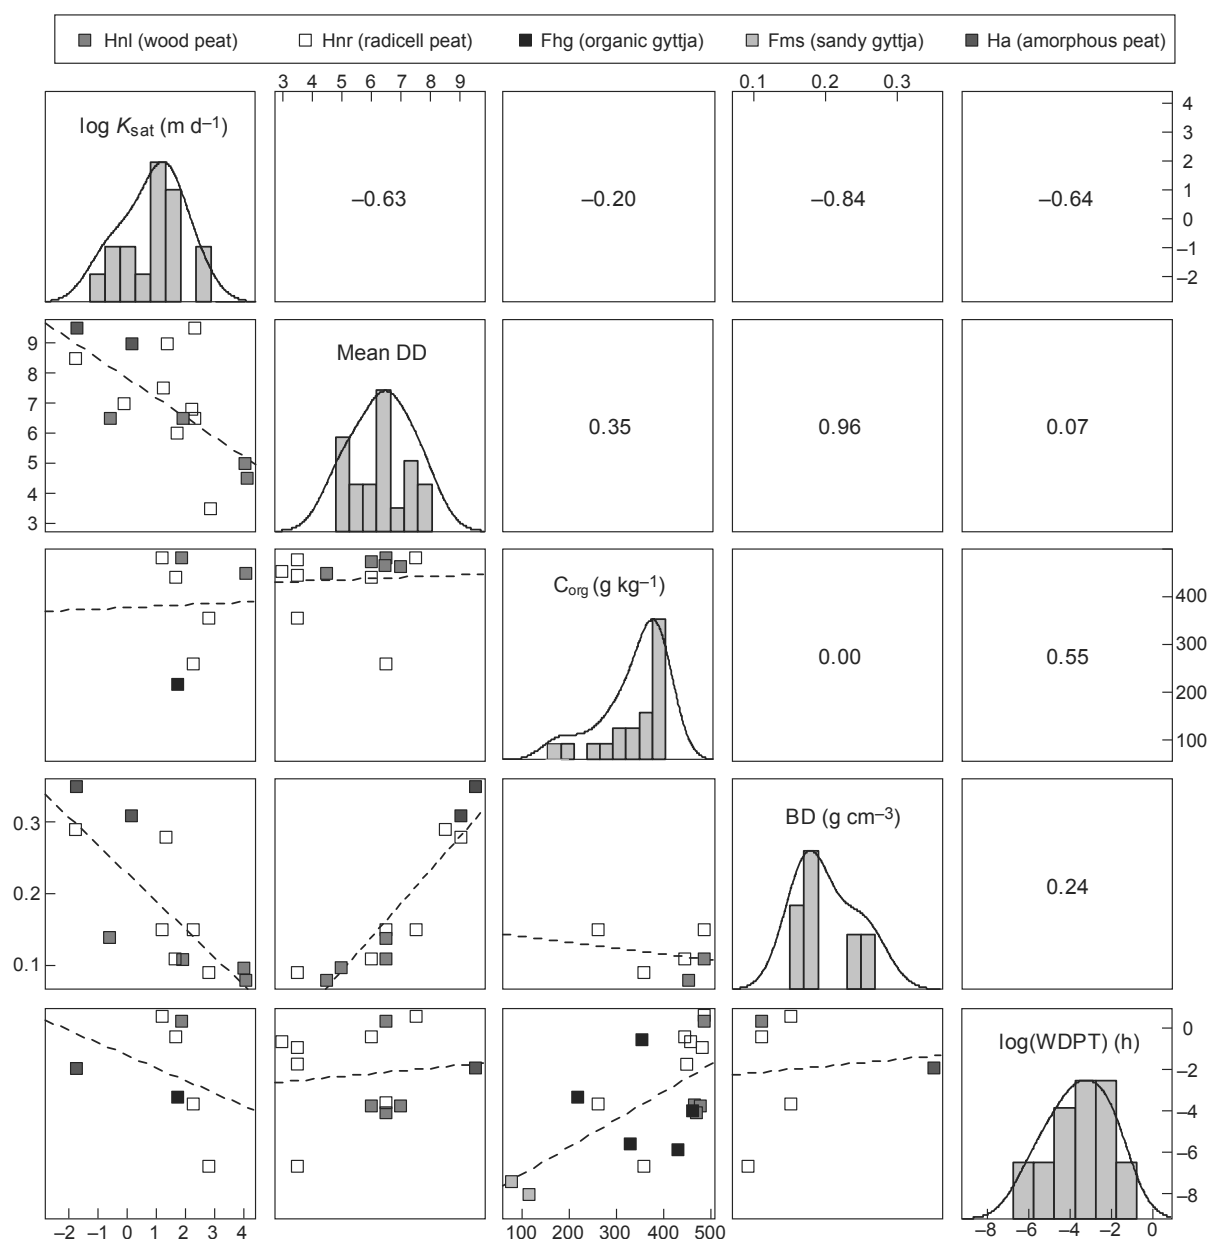 Hnl (wood peat) Hnr (radicell peat) Fhg (organic gyttja) Fms (sandy gyttja) Ha (amorphous peat)
3 4 5 6 7 8 9 0.1 0.2 0.3
log Ksat (m d–1)
–0.63 –0.20 –0.84 –0.64
4
3
2
1
0
–1
–2
Mean DD
0.35 0.96 0.07
9
8
7
6
5
4
3
Corg (g kg–1)
0.00 0.55
400
300
200
100
BD (g cm–3)
0.24
0.3
0.2
0.1
log(WDPT) (h)
0
–2
–4
–6
–8
–2 –1 0 1 2 3 4 100 200 300 400 500 –8 –6 –4 –2 0